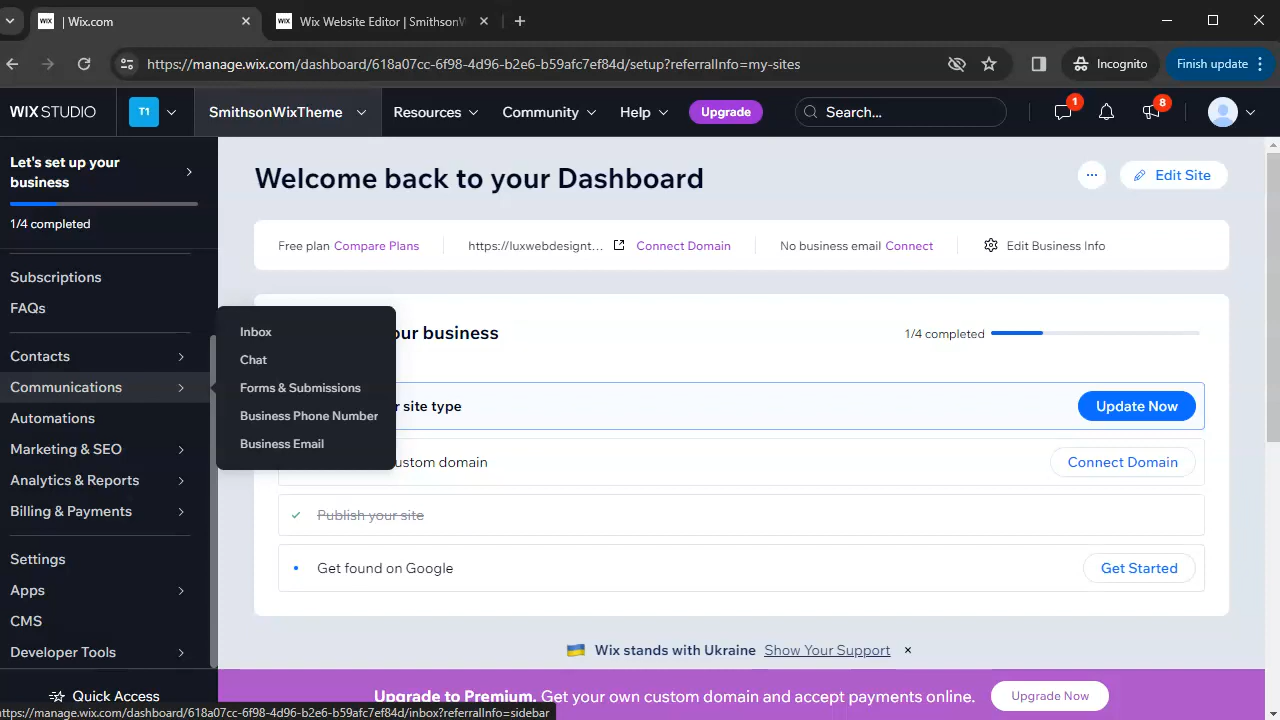 WIX | Wix.com
WIX Wix Website Editor | SmithsonW
https://manage.wix.com/dashboard/618a07cc-6f98-4d96-b2e6-b59afc7ef84d/setup?referralInfo=my-sites
Incognito
Finish update
WIX STUDIO
T1
SmithsonWixTheme
Resources
Community
Help
Upgrade
Search...
1
8
Let's set up your
business
1/4 completed
Subscriptions
FAQs
Contacts
Communications
Automations
Marketing & SEO
Analytics & Reports
Billing & Payments
Settings
Apps
CMS
Developer Tools
Quick Access
Inbox
Chat
Forms & Submissions
Business Phone Number
Business Email
Welcome back to your Dashboard
... Edit Site
Free plan Compare Plans
https://luxwebdesignt... Connect Domain
No business email Connect
Edit Business Info
our business
1/4 completed
r site type
Update Now
ustom domain
Connect Domain
Publish your site
Get found on Google
Get Started
Wix stands with Ukraine Show Your Support
Upgrade to Premium. Get your own custom domain and accept payments online.
Upgrade Now
https://manage.wix.com/dashboard/618a07cc-6f98-4d96-b2e6-b59afc7ef84d/inbox?referralInfo=sidebar